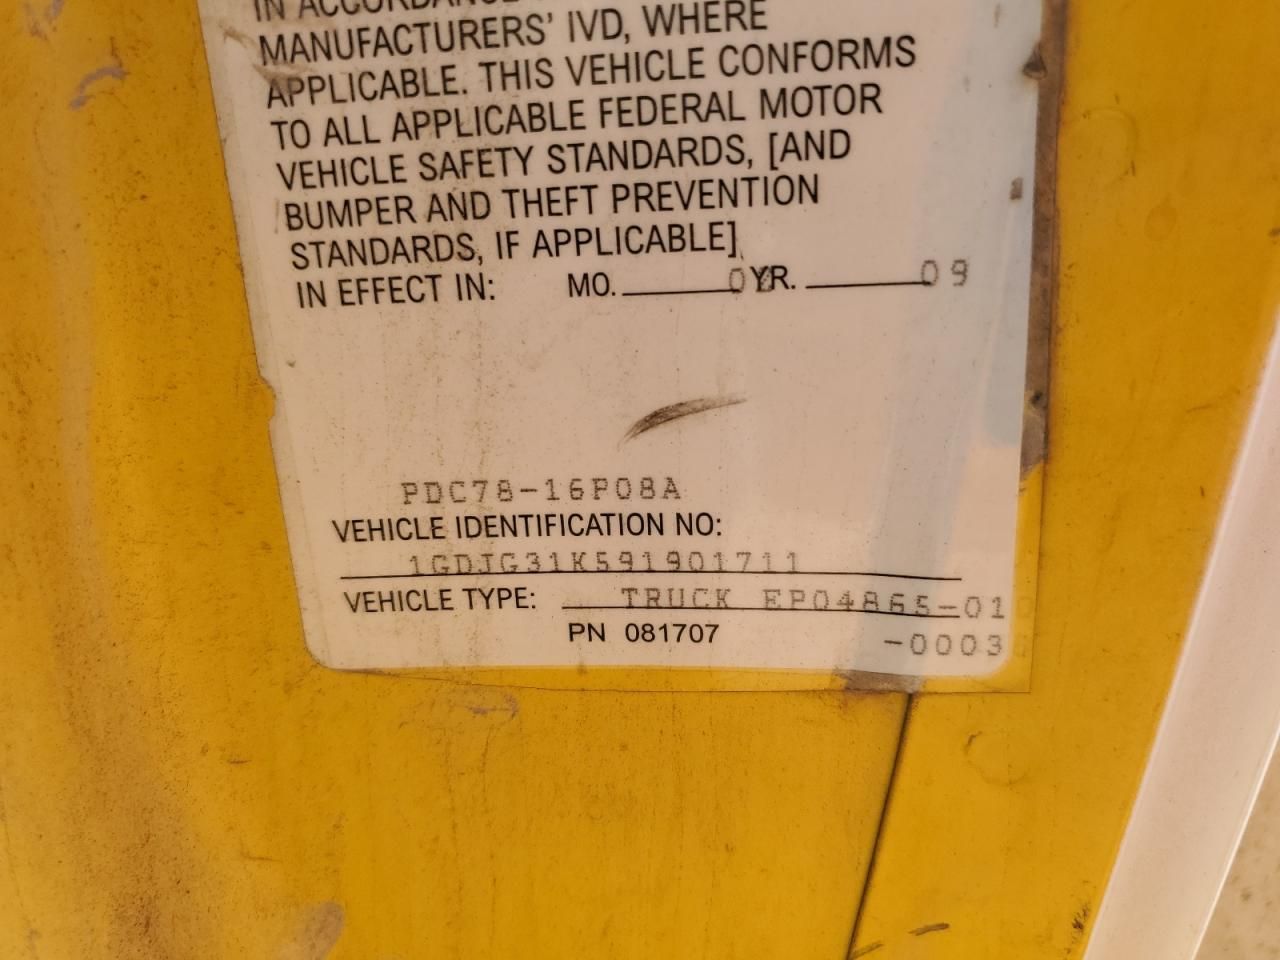 IN ACCORDANCE
MANUFACTURERS' IVD, WHERE
APPLICABLE. THIS VEHICLE CONFORMS
TO ALL APPLICABLE FEDERAL MOTOR
VEHICLE SAFETY STANDARDS, [AND
BUMPER AND THEFT PREVENTION
STANDARDS, IF APPLICABLE]
IN EFFECT IN: MO. YR. 09
PDC78-16P08A
VEHICLE IDENTIFICATION NO:
1GDJG31K591901711
VEHICLE TYPE: TRUCK EP04865-01
PN 081707 -0003